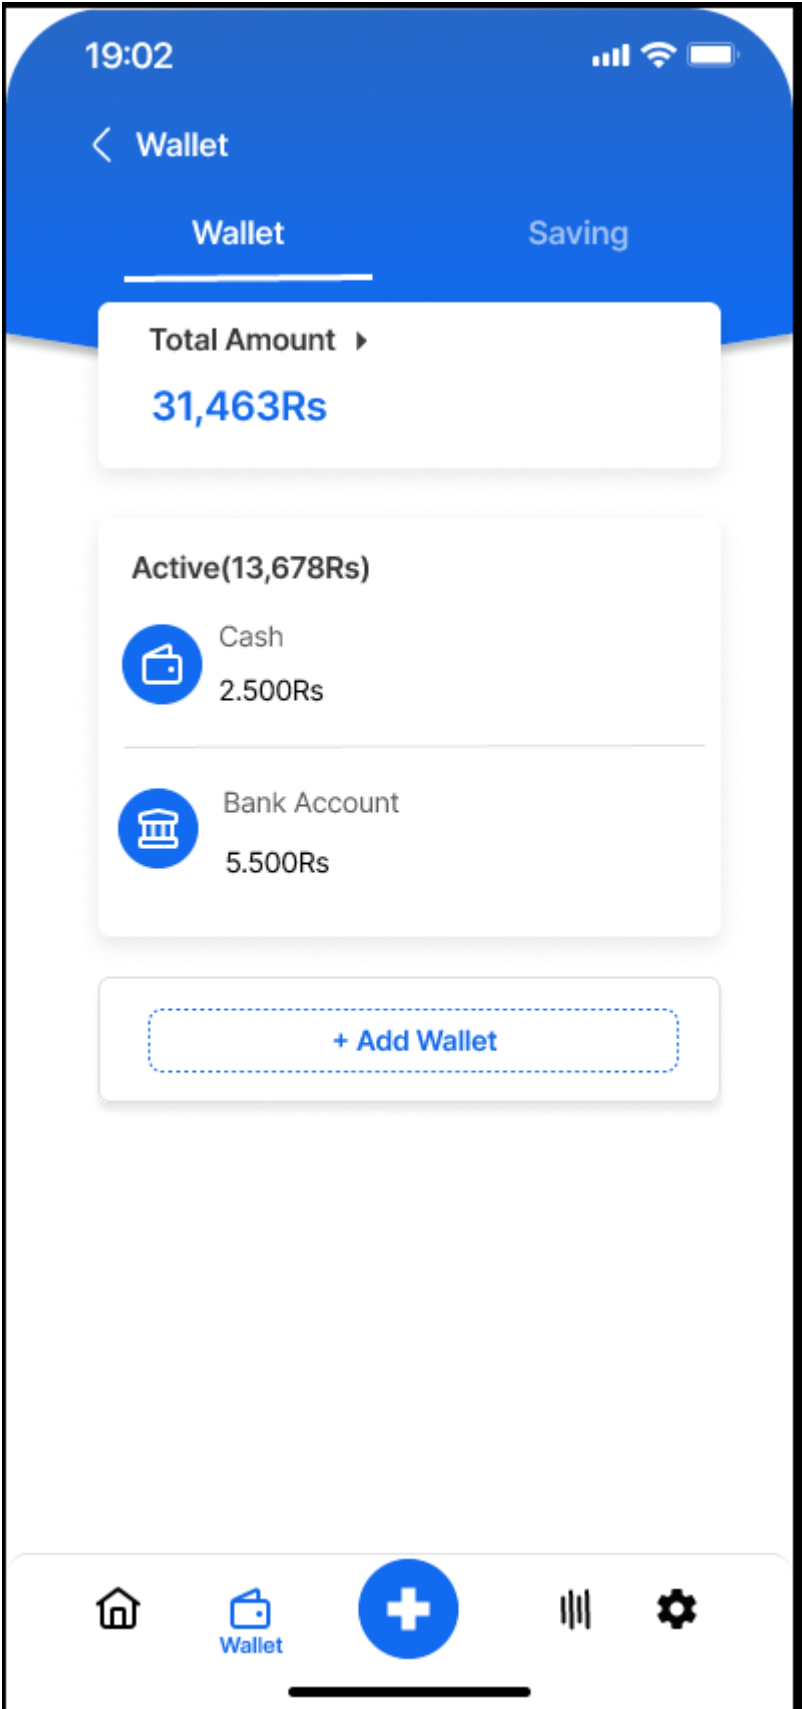 19:02
Wallet
Wallet Saving
Total Amount
31,463Rs
Active(13,678Rs)
Cash
2.500Rs
Bank Account
5.500Rs
+ Add Wallet
Wallet